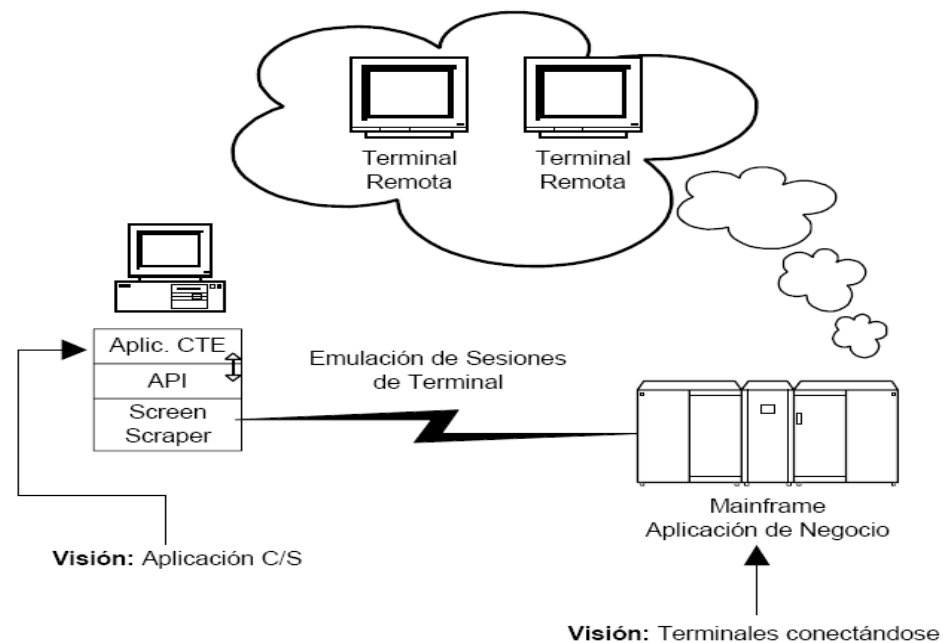 Terminal
Remota
Terminal
Remota
Aplic. CTE
API
Screen
Scraper
Emulación de Sesiones
de Terminal
Mainframe
Aplicación de Negocio
Visión: Aplicación C/S
Visión: Terminales conectándose